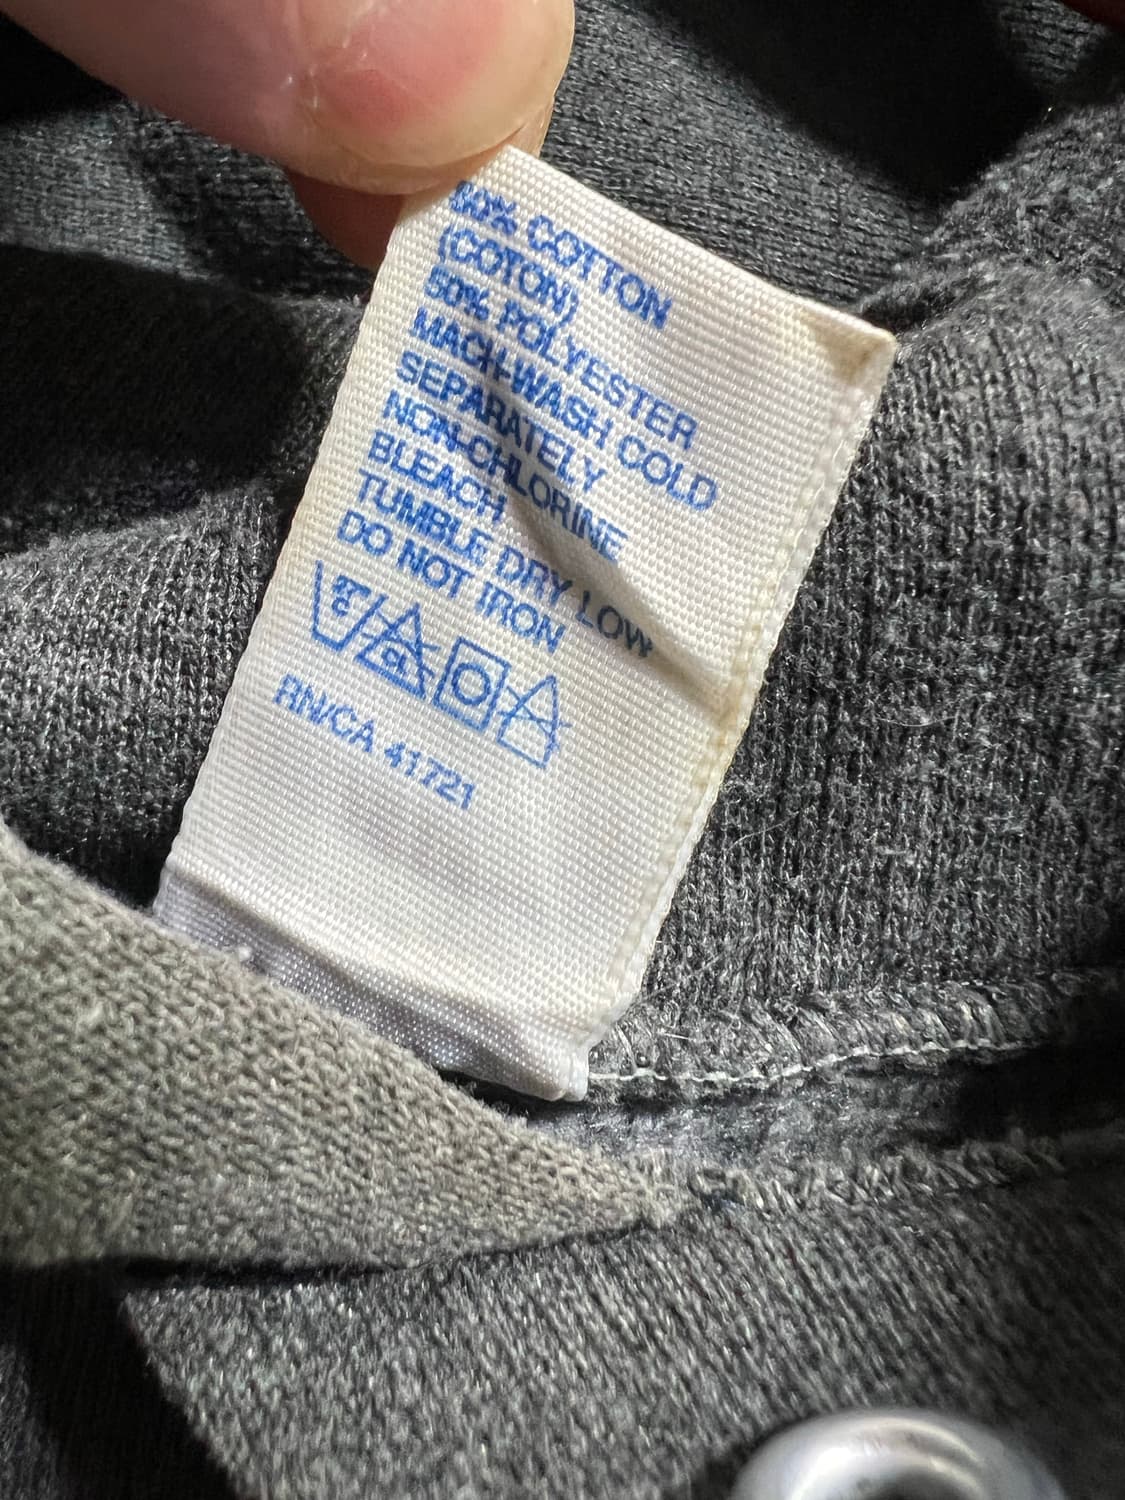 50% COTTON
(COTON)
50% POLYESTER
MACH-WASH COLD
SEPARATELY
NON-CHLORINE
BLEACH
TUMBLE DRY LOW
DO NOT IRON
RN/CA 41721